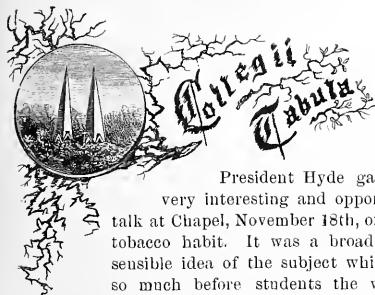 Collegii
Tabula
President Hyde ga
very interesting and oppor
talk at Chapel, November 18th, o
tobacco habit. It was a broad
sensible idea of the subject whi
so much before students the w